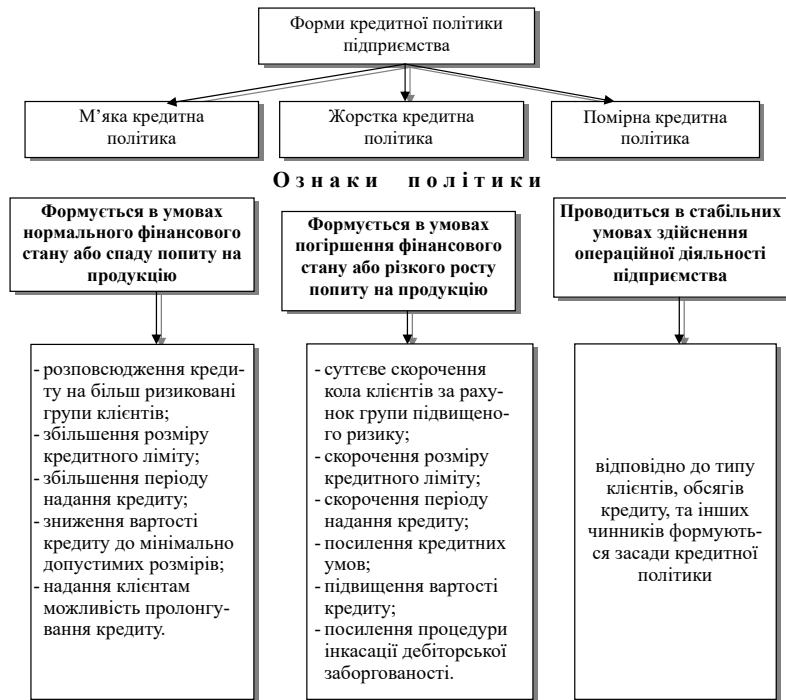 Форми кредитної політики
підприємства
М’яка кредитна
політика
Жорстка кредитна
політика
Помірна кредитна
політика
Ознаки політики
Формується в умовах
нормального фінансового
стану або спаду попиту на
продукцію
Формується в умовах
погіршення фінансового
стану або різкого росту
попиту на продукцію
Проводиться в стабільних
умовах здійснення
операційної діяльності
підприємства
- розповсюдження креди-
ту на більш ризиковані
групи клієнтів;
- збільшення розміру
кредитного ліміту;
- збільшення періоду
надання кредиту;
- зниження вартості
кредиту до мінімально
допустимих розмірів;
- надання клієнтам
можливість пролонгу-
вання кредиту.
- суттєве скорочення
кола клієнтів за раху-
нок групи підвищено-
го ризику;
- скорочення розміру
кредитного ліміту;
- скорочення періоду
надання кредиту;
- посилення кредитних
умов;
- підвищення вартості
кредиту;
- посилення процедури
інкасації дебіторської
заборгованості.
відповідно до типу
клієнтів, обсягів
кредиту, та інших
чинників формують-
ся засади кредитної
політики